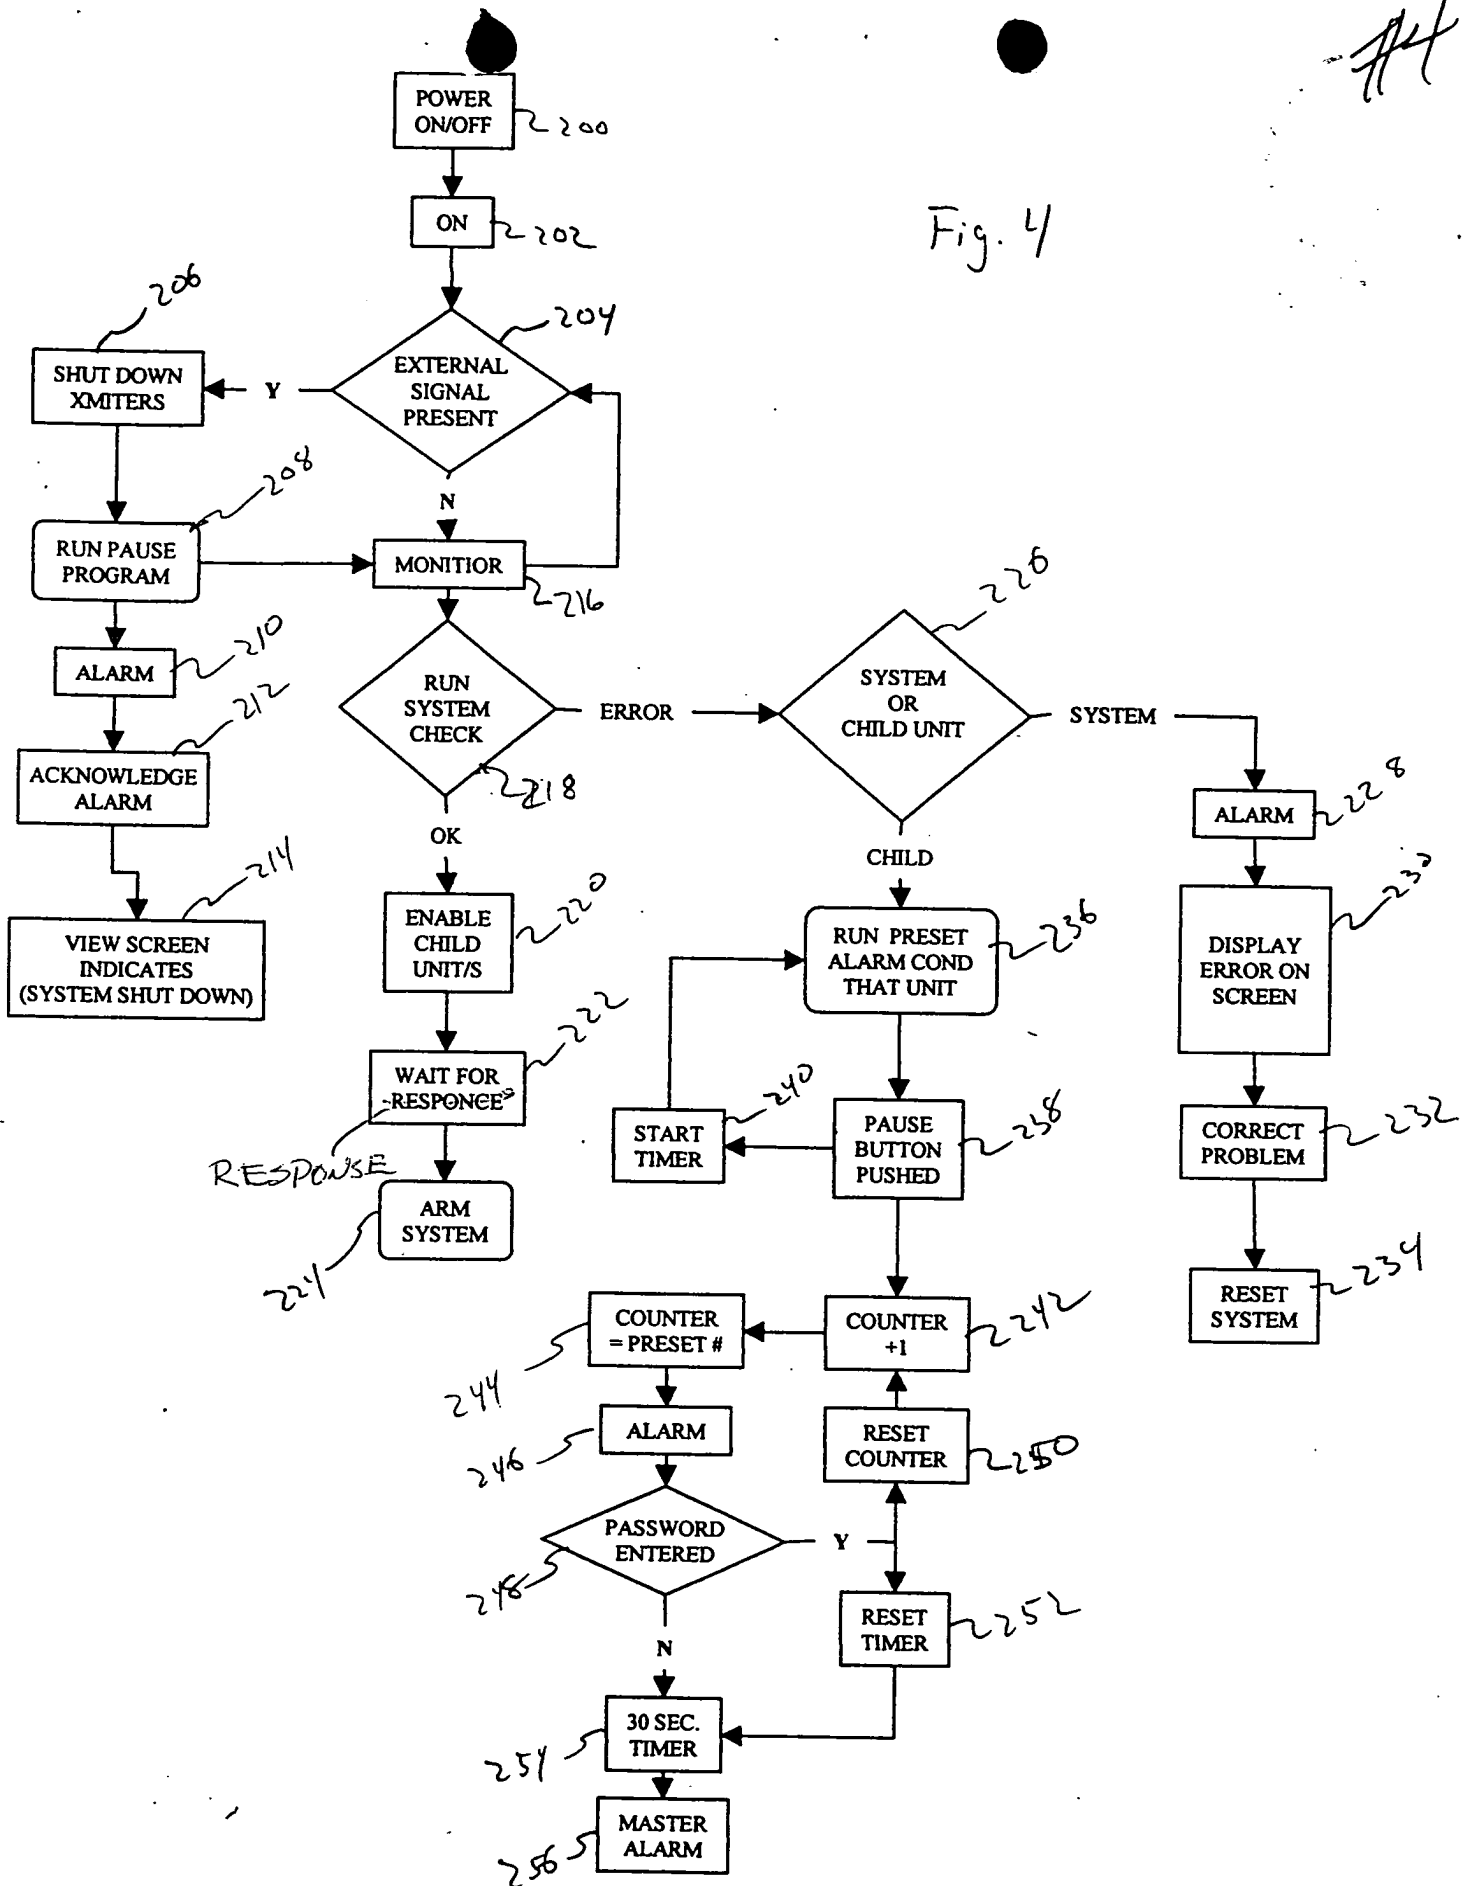 #4
POWER
ON/OFF
200
ON
202
Fig. 4
206
204
SHUT DOWN
XMITERS
Y
EXTERNAL
SIGNAL
PRESENT
N
208
RUN PAUSE
PROGRAM
MONITIOR
216
210
ALARM
212
ACKNOWLEDGE
ALARM
214
VIEW SCREEN
INDICATES
(SYSTEM SHUT DOWN)
RUN
SYSTEM
CHECK
218
ERROR
226
SYSTEM
OR
CHILD UNIT
SYSTEM
OK
CHILD
ALARM
228
ENABLE
CHILD
UNIT/S
220
RUN PRESET
ALARM COND
THAT UNIT
236
DISPLAY
ERROR ON
SCREEN
230
WAIT FOR
RESPONCE
222
RESPONSE
ARM
SYSTEM
224
START
TIMER
240
PAUSE
BUTTON
PUSHED
238
CORRECT
PROBLEM
232
RESET
SYSTEM
234
COUNTER
= PRESET #
244
COUNTER
+1
242
ALARM
246
RESET
COUNTER
250
PASSWORD
ENTERED
248
Y
N
RESET
TIMER
252
30 SEC.
TIMER
254
MASTER
ALARM
256